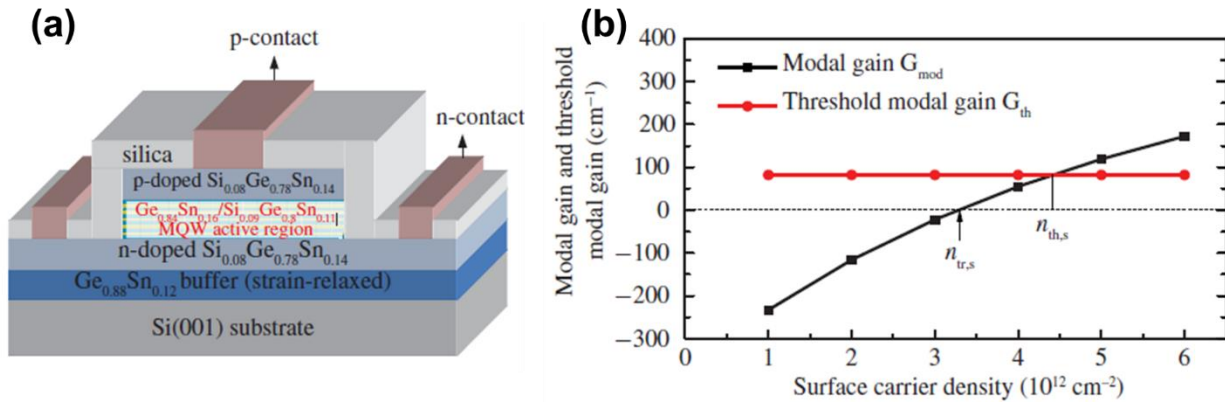 (a)
p-contact
n-contact
silica
p-doped Si0.08Ge0.78Sn0.14
Ge0.84Sn0.16/Si0.09Ge0.8Sn0.11
MQW active region
n-doped Si0.08Ge0.78Sn0.14
Ge0.88Sn0.12 buffer (strain-relaxed)
Si(001) substrate
(b)
Modal gain and threshold
modal gain (cm−1)
400
300
200
100
0
−100
−200
−300
Modal gain Gmod
Threshold modal gain Gth
ntr,s
nth,s
0 1 2 3 4 5 6
Surface carrier density (10¹² cm−2)